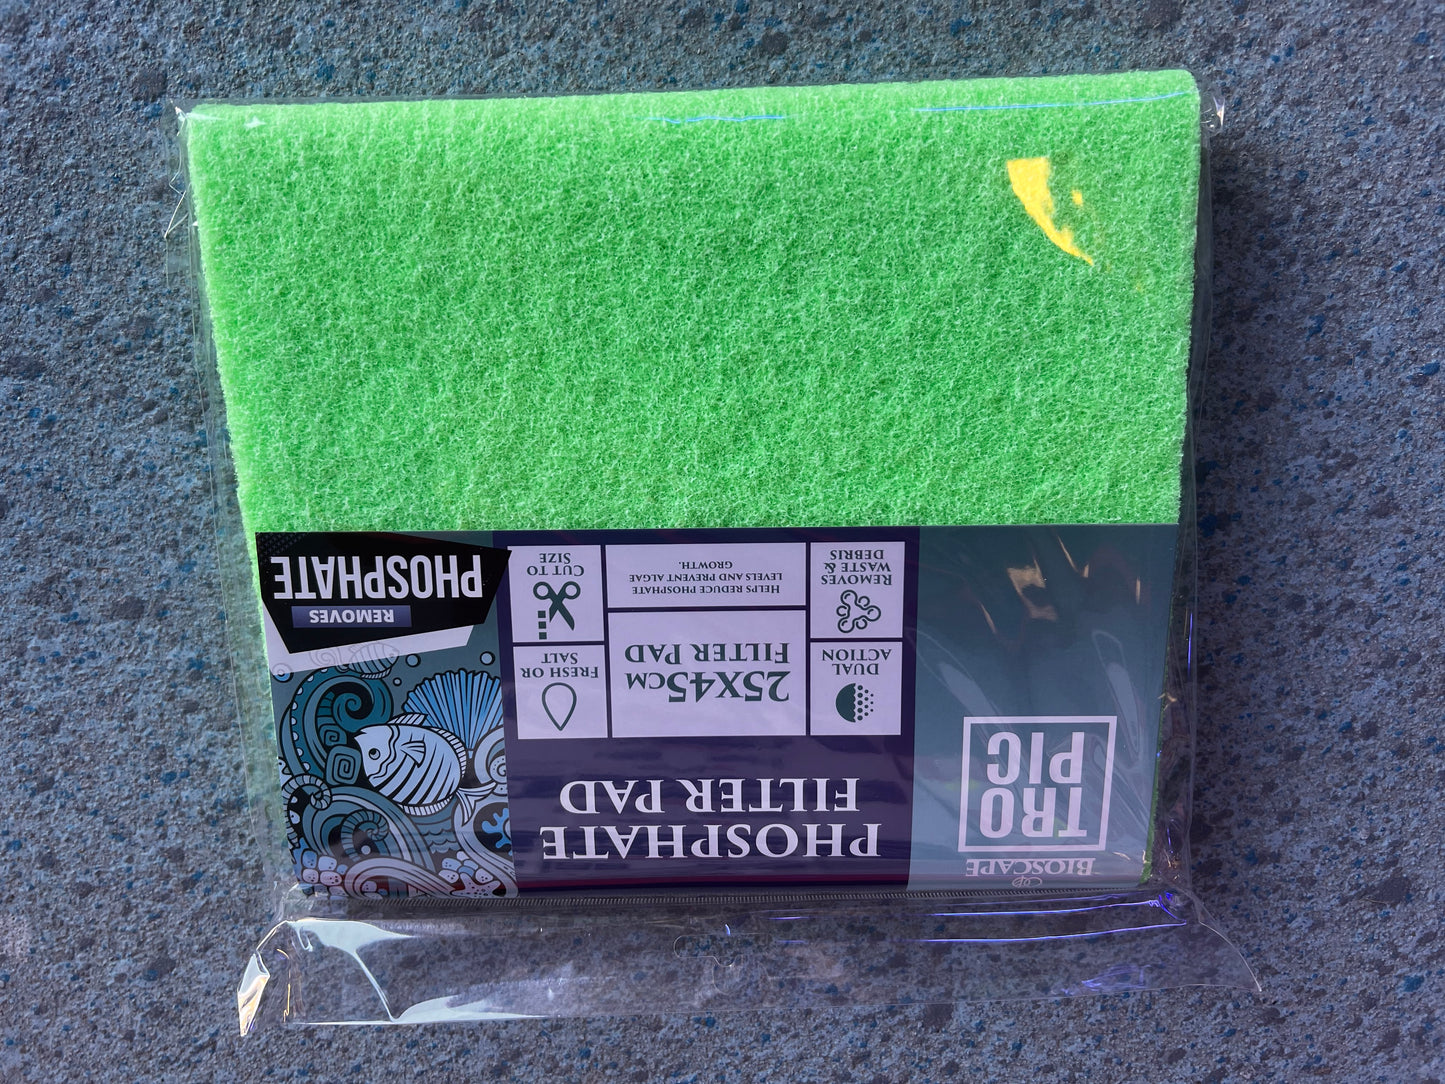 BIOSCAPE
TRO
PIC
PHOSPHATE
FILTER PAD
DUAL
ACTION
REMOVES
WASTE &
DEBRIS
25X45CM
FILTER PAD
HELPS REDUCE PHOSPHATE
LEVELS AND PREVENT ALGAE
GROWTH.
FRESH OR
SALT
CUT TO
SIZE
REMOVES
PHOSPHATE